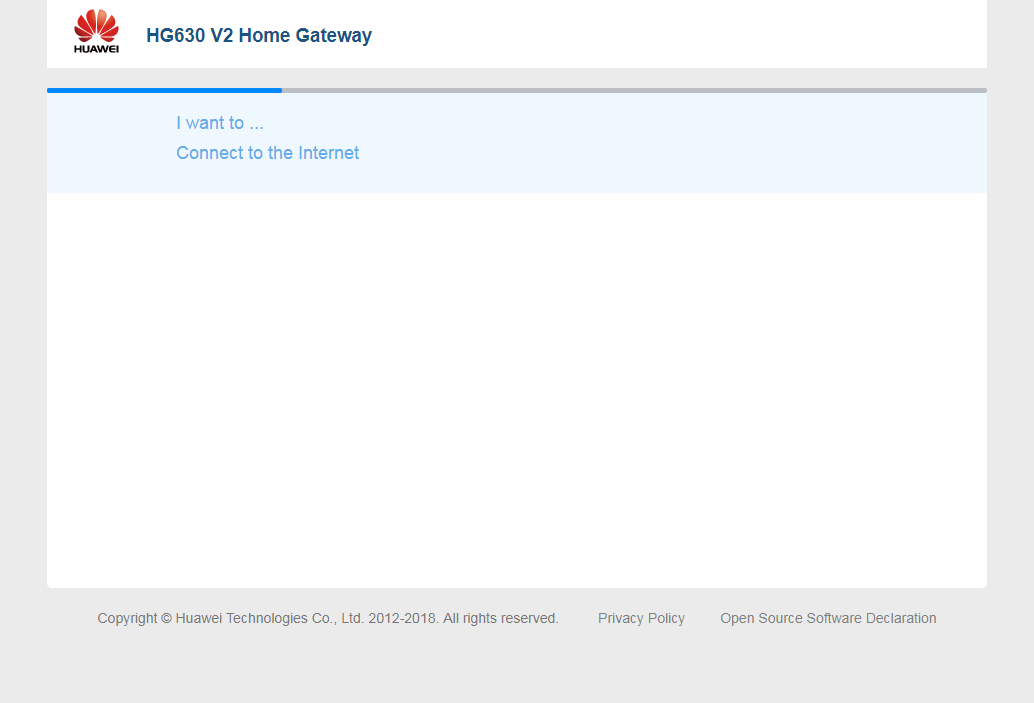 HUAWEI
HG630 V2 Home Gateway
I want to ...
Connect to the Internet
Copyright © Huawei Technologies Co., Ltd. 2012-2018. All rights reserved. Privacy Policy Open Source Software Declaration